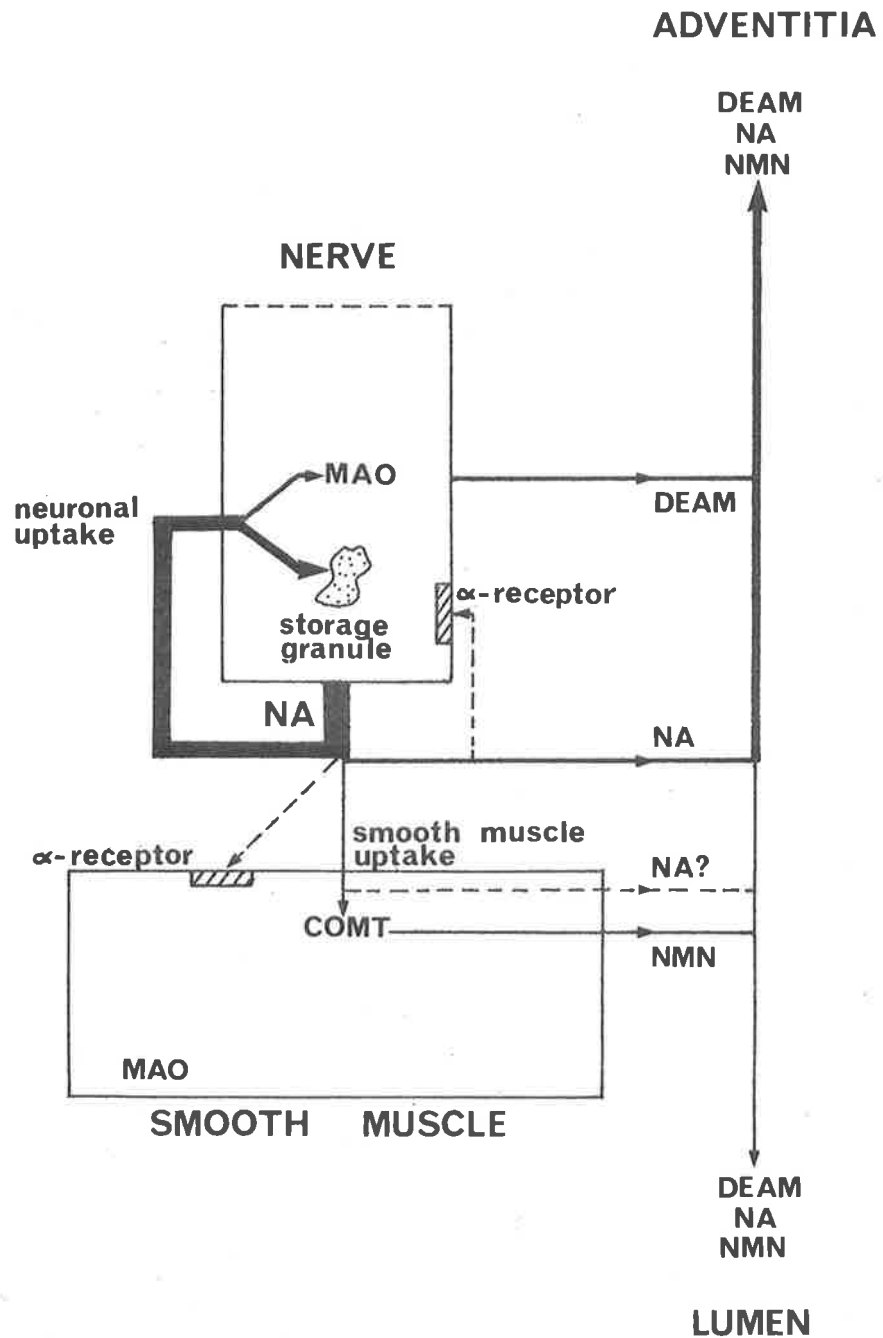 ADVENTITIA
DEAM
NA
NMN
NERVE
MAO
neuronal
uptake
DEAM
α-receptor
storage
granule
NA
NA
smooth muscle
uptake
α-receptor
NA?
COMT
NMN
MAO
SMOOTH MUSCLE
DEAM
NA
NMN
LUMEN